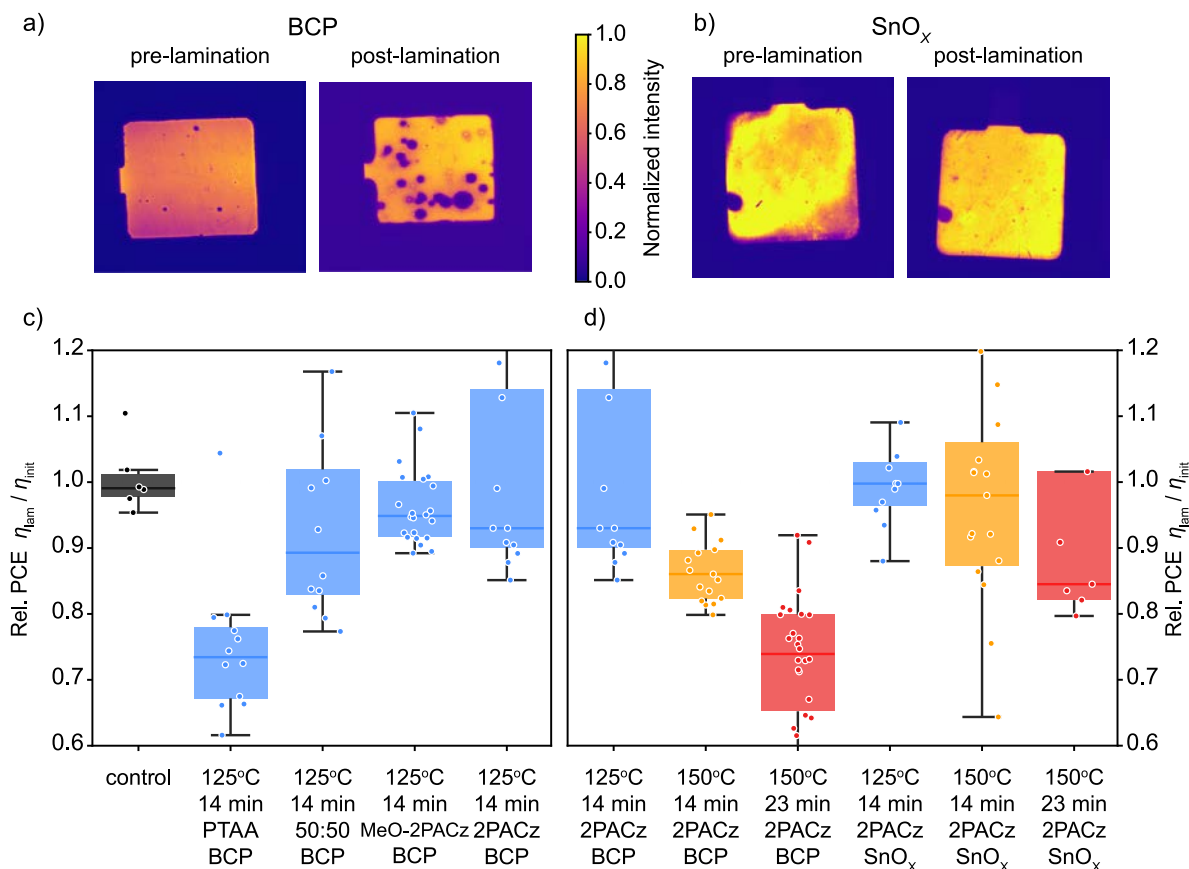 a)
BCP
pre-lamination
post-lamination
1.0
0.8
0.6
0.4
0.2
0.0
Normalized intensity
b)
SnOₓ
pre-lamination
post-lamination
c)
1.2
1.1
1.0
0.9
0.8
0.7
0.6
Rel. PCE η_lam / η_init
control
125°C
14 min
PTAA
BCP
125°C
14 min
50:50
BCP
125°C
14 min
MeO-2PACz
BCP
125°C
14 min
2PACz
BCP
d)
125°C
14 min
2PACz
BCP
150°C
14 min
2PACz
BCP
150°C
23 min
2PACz
BCP
125°C
14 min
2PACz
SnOₓ
150°C
14 min
2PACz
SnOₓ
150°C
23 min
2PACz
SnOₓ
1.2
1.1
1.0
0.9
0.8
0.7
0.6
Rel. PCE η_lam / η_init